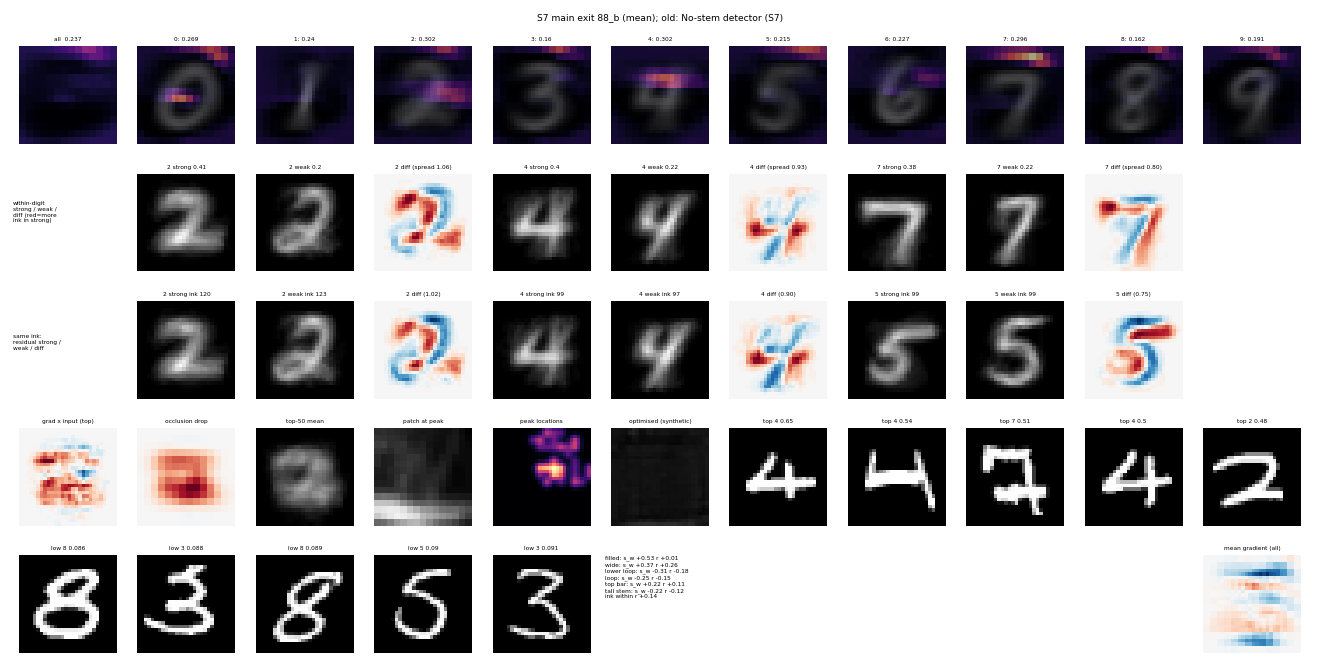 S7 main exit 88_b (mean); old: No-stem detector (S7)
all 0.237
0: 0.269
1: 0.24
2: 0.302
3: 0.16
4: 0.302
5: 0.215
6: 0.227
7: 0.296
8: 0.162
9: 0.191
within-digit
strong / weak /
diff (red=more
ink in strong)
2 strong 0.41
2 weak 0.2
2 diff (spread 1.06)
4 strong 0.4
4 weak 0.22
4 diff (spread 0.93)
7 strong 0.38
7 weak 0.22
7 diff (spread 0.80)
same ink:
residual strong /
weak / diff
2 strong ink 120
2 weak ink 123
2 diff (1.02)
4 strong ink 99
4 weak ink 97
4 diff (0.90)
5 strong ink 99
5 weak ink 99
5 diff (0.75)
grad x input (top)
occlusion drop
top-50 mean
patch at peak
peak locations
optimised (synthetic)
top 4 0.65
top 4 0.54
top 7 0.51
top 4 0.5
top 2 0.48
low 8 0.086
low 3 0.088
low 8 0.089
low 5 0.09
low 3 0.091
filled: s_w +0.53 r +0.01
wide: s_w +0.37 r +0.26
lower loop: s_w -0.31 r -0.18
loop: s_w -0.25 r -0.15
top bar: s_w +0.22 r +0.11
tall stem: s_w -0.22 r -0.12
ink within r +0.14
mean gradient (all)